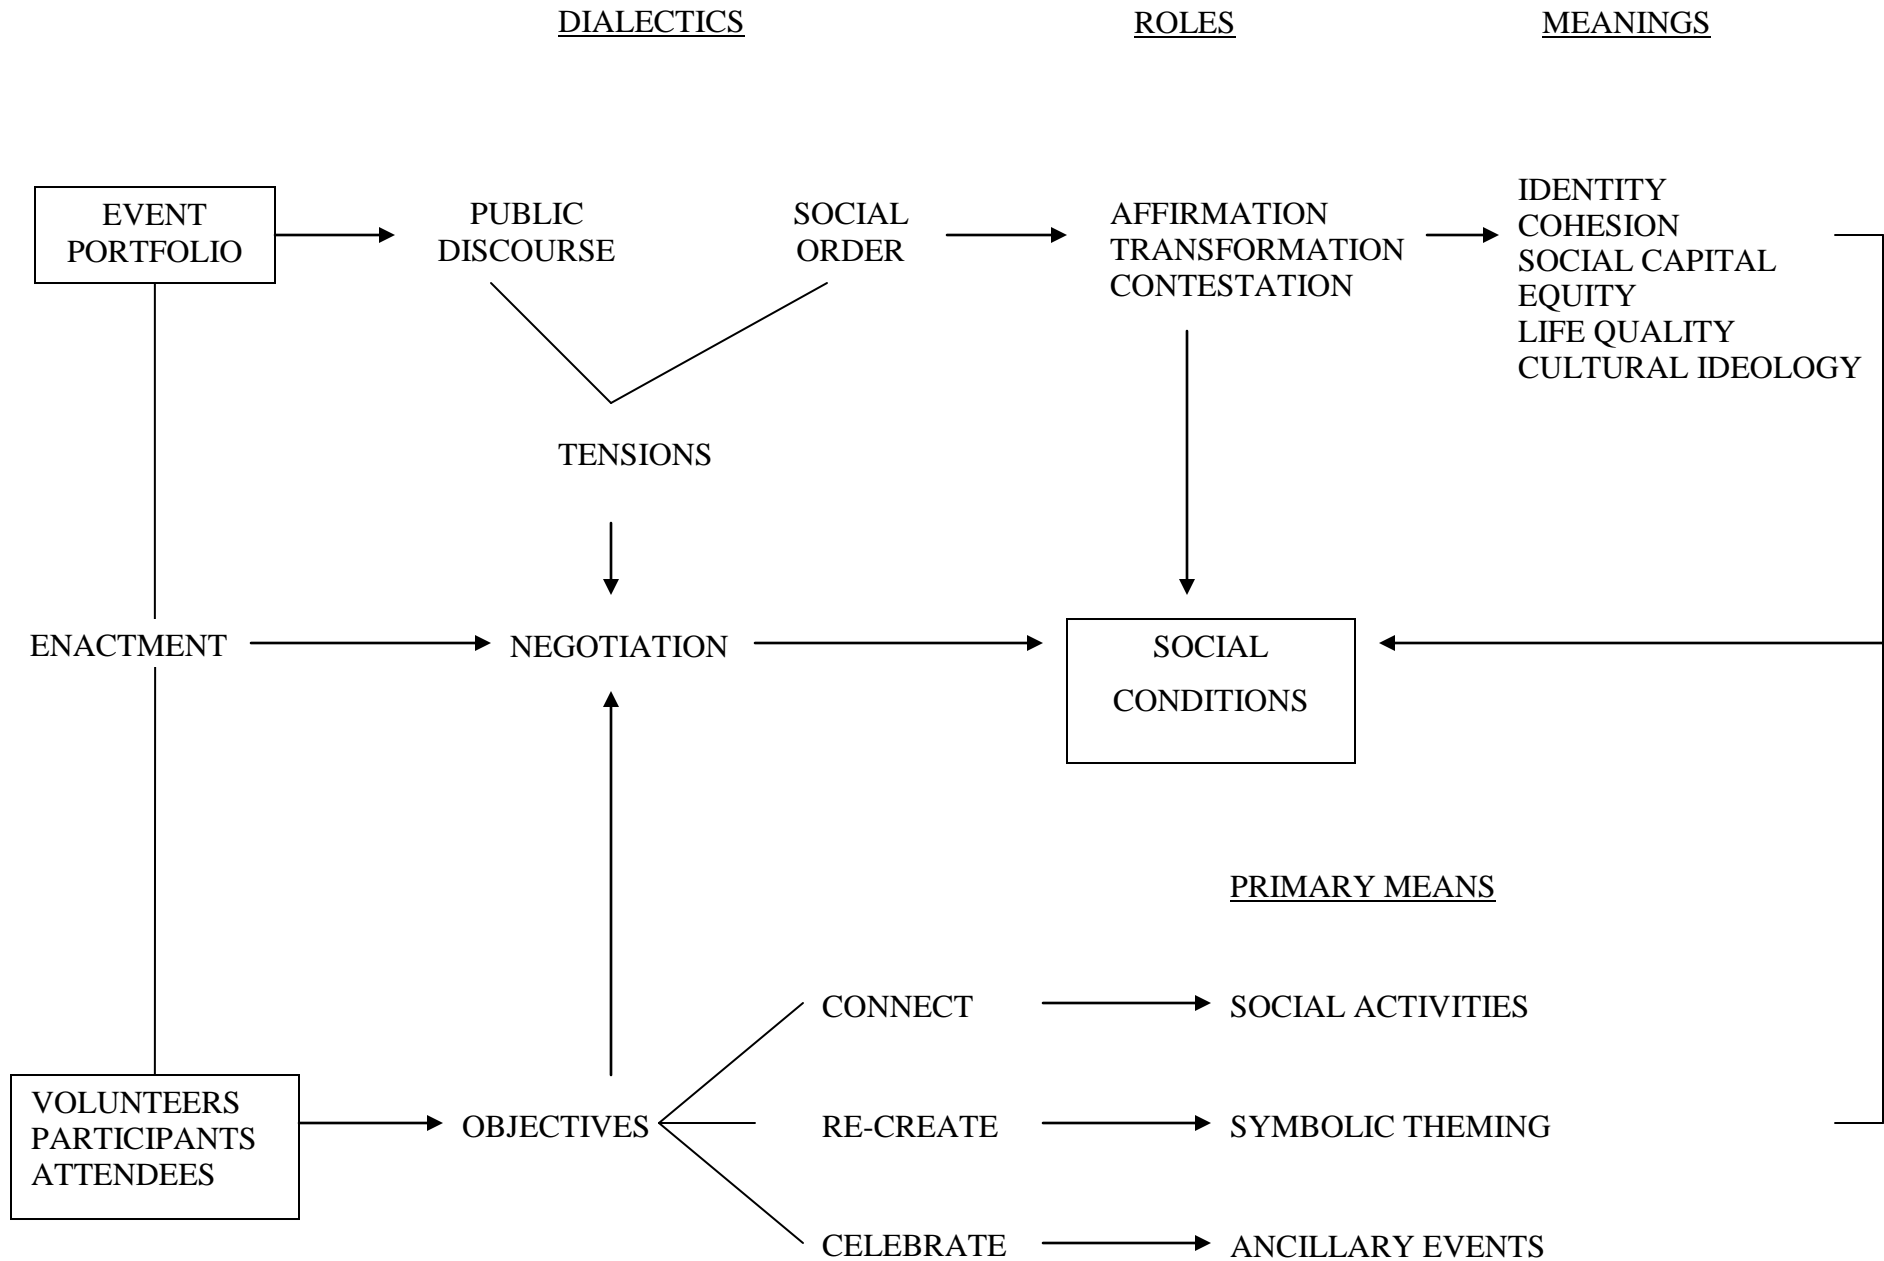 DIALECTICS
ROLES
MEANINGS
EVENT
PORTFOLIO
PUBLIC
DISCOURSE
SOCIAL
ORDER
AFFIRMATION
TRANSFORMATION
CONTESTATION
IDENTITY
COHESION
SOCIAL CAPITAL
EQUITY
LIFE QUALITY
CULTURAL IDEOLOGY
TENSIONS
ENACTMENT
NEGOTIATION
SOCIAL
CONDITIONS
PRIMARY MEANS
VOLUNTEERS
PARTICIPANTS
ATTENDEES
OBJECTIVES
CONNECT
SOCIAL ACTIVITIES
RE-CREATE
SYMBOLIC THEMING
CELEBRATE
ANCILLARY EVENTS